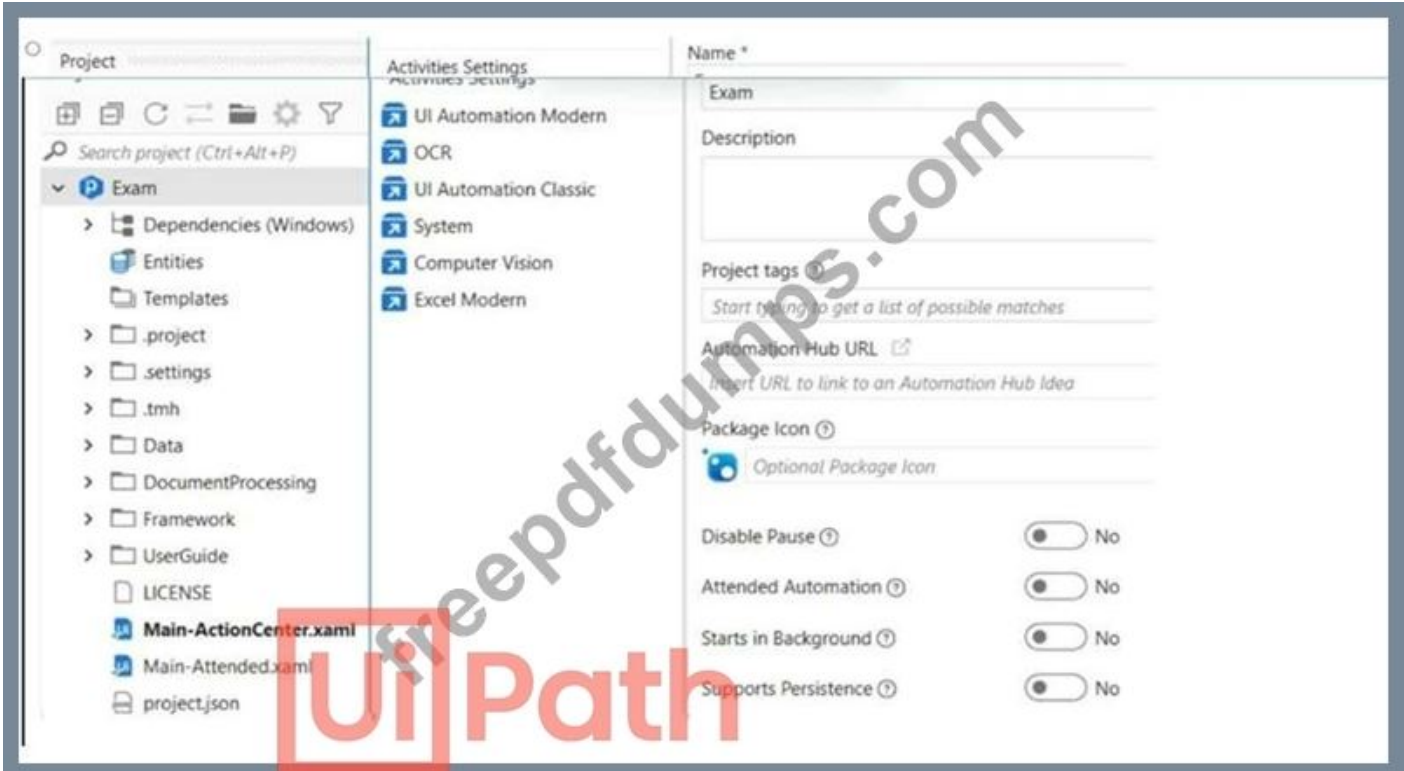 Project
Search project (Ctrl+Alt+P)
Exam
Dependencies (Windows)
Entities
Templates
.project
.settings
.tmh
Data
DocumentProcessing
Framework
UserGuide
LICENSE
Main-ActionCenter.xaml
Main-Attended.xaml
project.json
Activities Settings
Activities Settings
UI Automation Modern
OCR
UI Automation Classic
System
Computer Vision
Excel Modern
Name *
Exam
Description
Project tags
Start typing to get a list of possible matches
Automation Hub URL
Insert URL to link to an Automation Hub Idea
Package Icon
Optional Package Icon
Disable Pause No
Attended Automation No
Starts in Background No
Supports Persistence No
freepdfdumps.com
UiPath